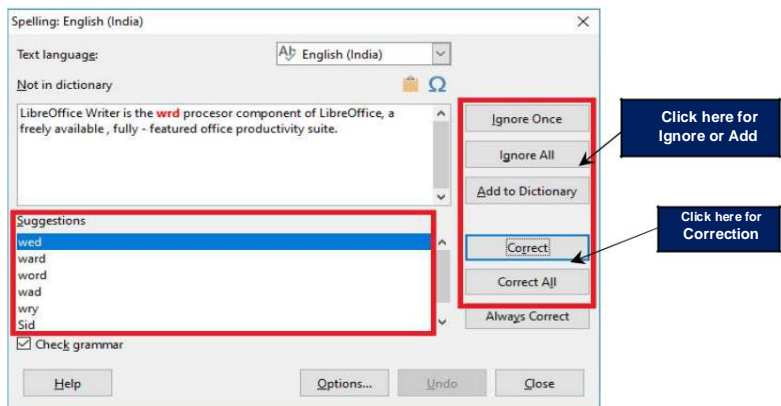 Spelling: English (India)
Text language:
English (India)
Not in dictionary
LibreOffice Writer is the wrd procesor component of LibreOffice, a
freely available , fully - featured office productivity suite.
Ignore Once
Ignore All
Add to Dictionary
Click here for
Ignore or Add
Suggestions
wed
ward
word
wad
wry
Sid
Correct
Correct All
Always Correct
Click here for
Correction
Check grammar
Help
Options...
Undo
Close